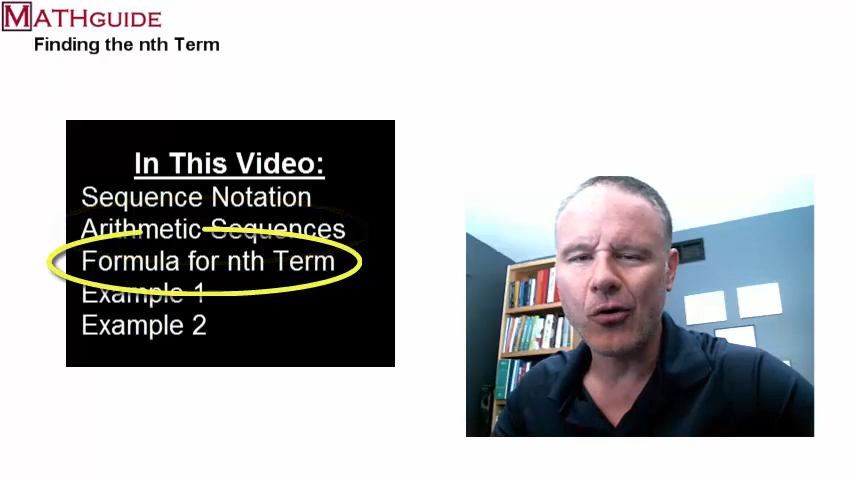 MATHGUIDE
Finding the nth Term
In This Video:
Sequence Notation
Arithmetic Sequences
Formula for nth Term
Example 1
Example 2